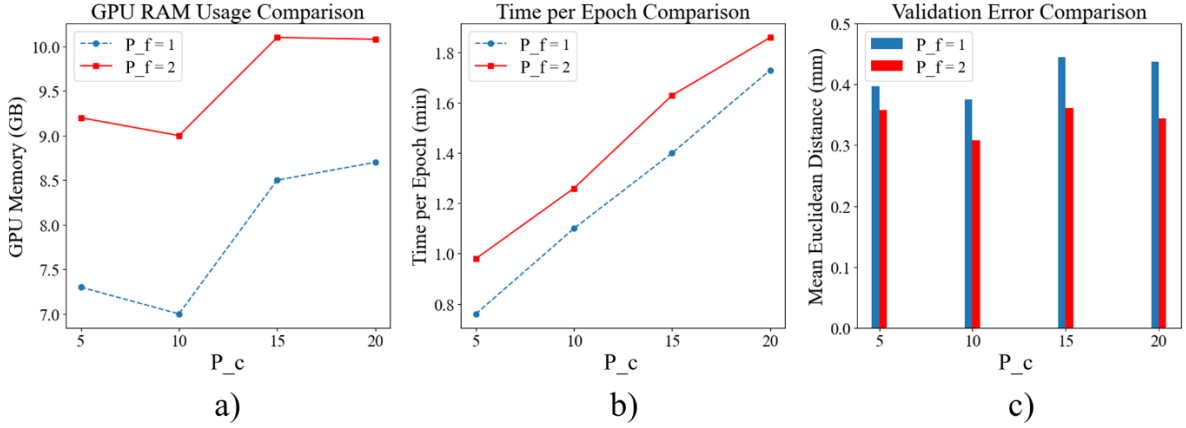 GPU RAM Usage Comparison
GPU Memory (GB)
10.0
9.5
9.0
8.5
8.0
7.5
7.0
P_f = 1
P_f = 2
5 10 15 20
P_c
a)
Time per Epoch Comparison
Time per Epoch (min)
1.8
1.6
1.4
1.2
1.0
0.8
P_f = 1
P_f = 2
5 10 15 20
P_c
b)
Validation Error Comparison
Mean Euclidean Distance (mm)
0.5
0.4
0.3
0.2
0.1
0.0
P_f = 1
P_f = 2
5 10 15 20
P_c
c)